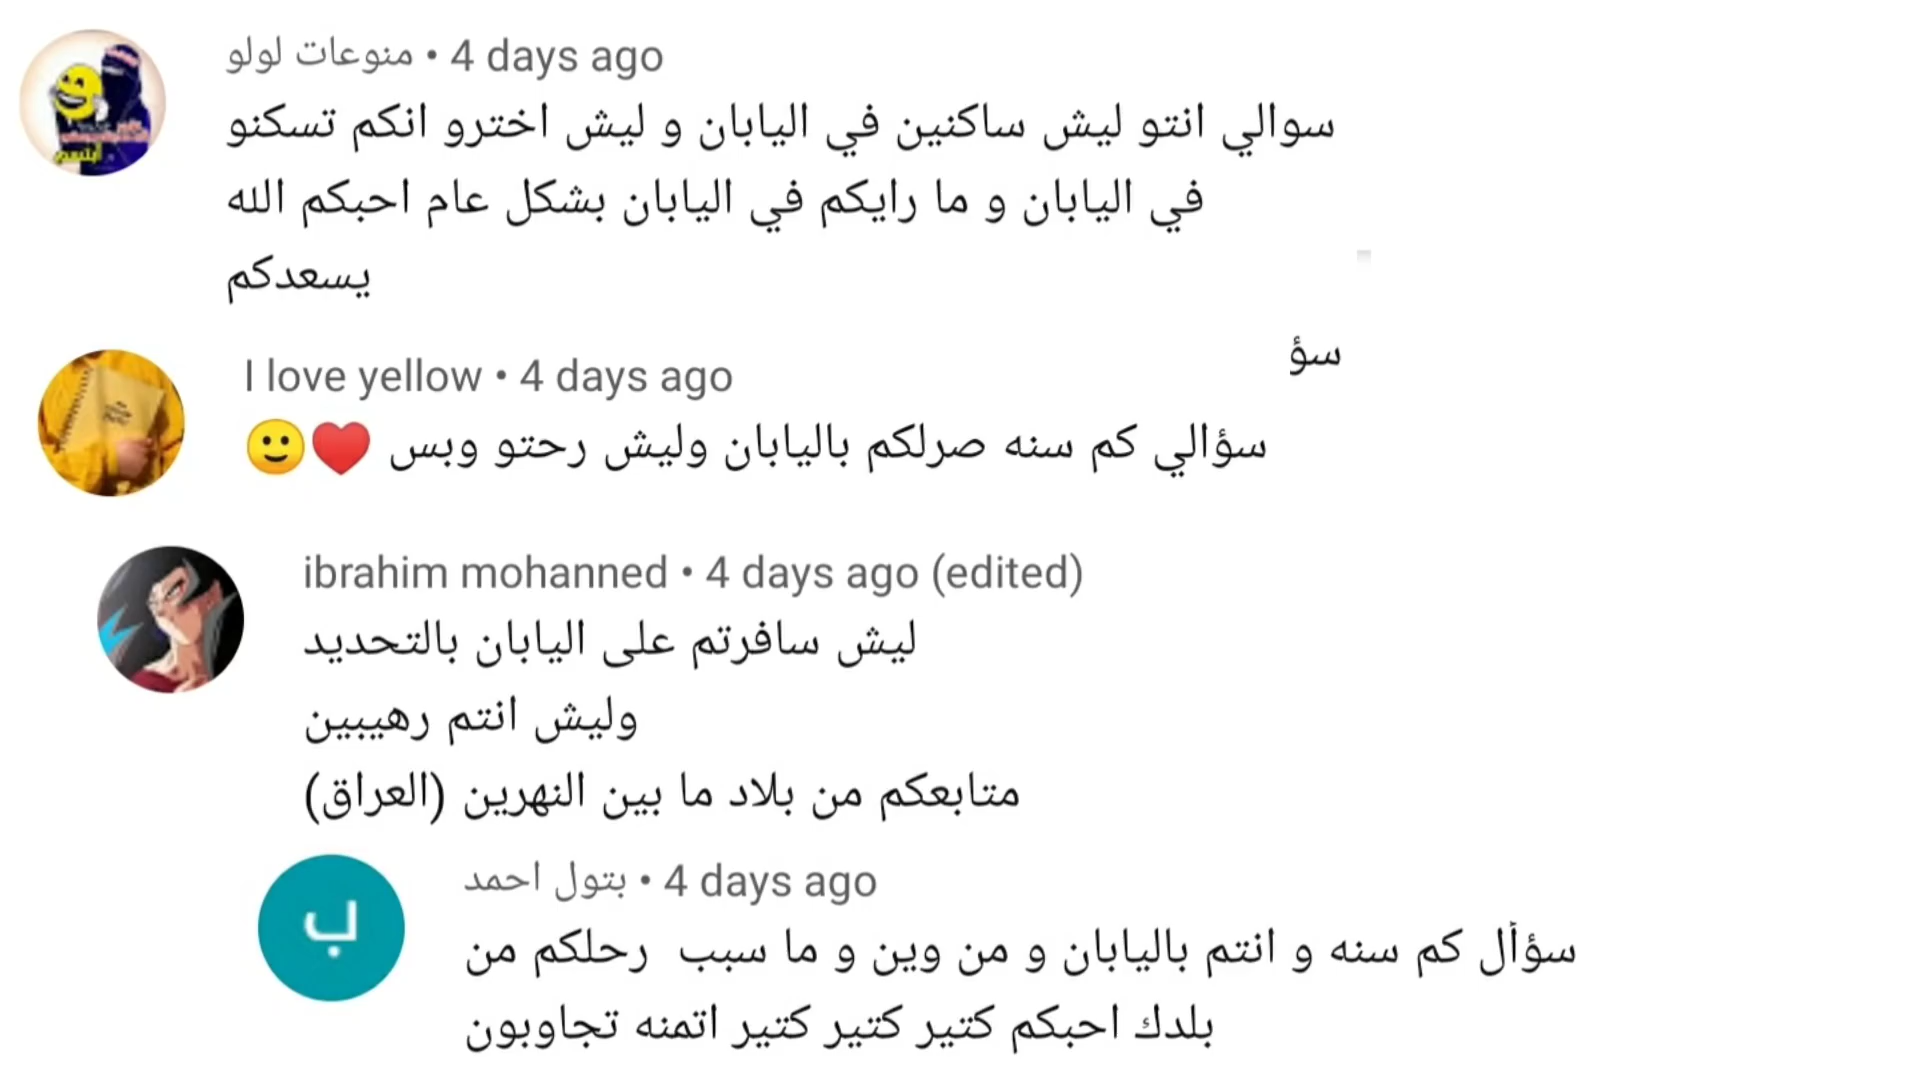 منوعات لولو • 4 days ago
سوالي انتو ليش ساكنين في اليابان و ليش اخترو انكم تسكنو
في اليابان و ما رايكم في اليابان بشكل عام احبكم الله
يسعدكم
سؤ
I love yellow • 4 days ago
سؤالي كم سنه صرلكم باليابان وليش رحتو وبس ❤️🙂
ibrahim mohanned • 4 days ago (edited)
ليش سافرتم على اليابان بالتحديد
وليش انتم رهيبين
متابعكم من بلاد ما بين النهرين (العراق)
ب
بتول احمد • 4 days ago
سؤأل كم سنه و انتم باليابان و من وين و ما سبب رحلكم من
بلدك احبكم كتير كتير كتير اتمنه تجاوبون